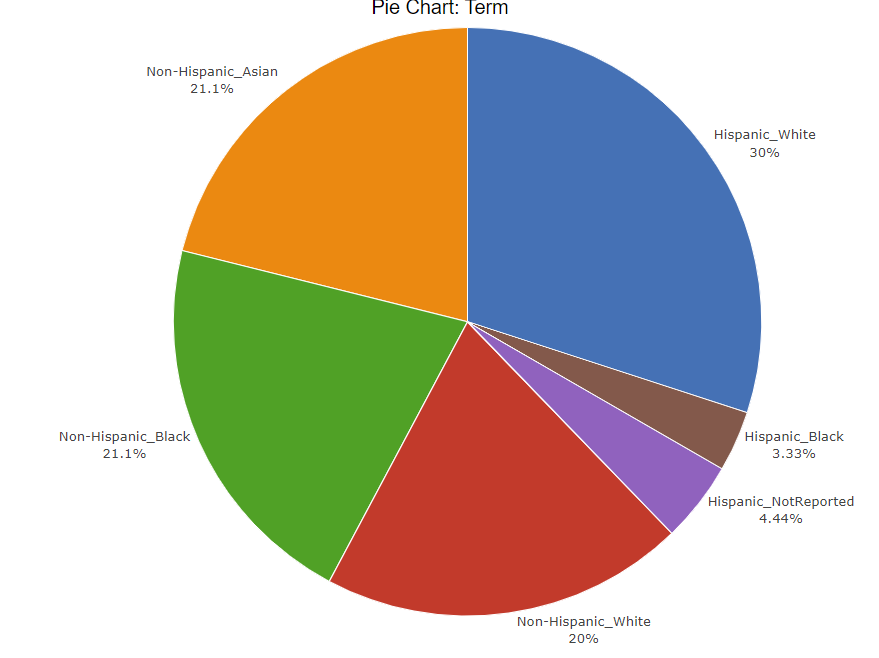 Pie Chart: Term
Non-Hispanic_Asian
21.1%
Hispanic_White
30%
Non-Hispanic_Black
21.1%
Hispanic_Black
3.33%
Hispanic_NotReported
4.44%
Non-Hispanic_White
20%